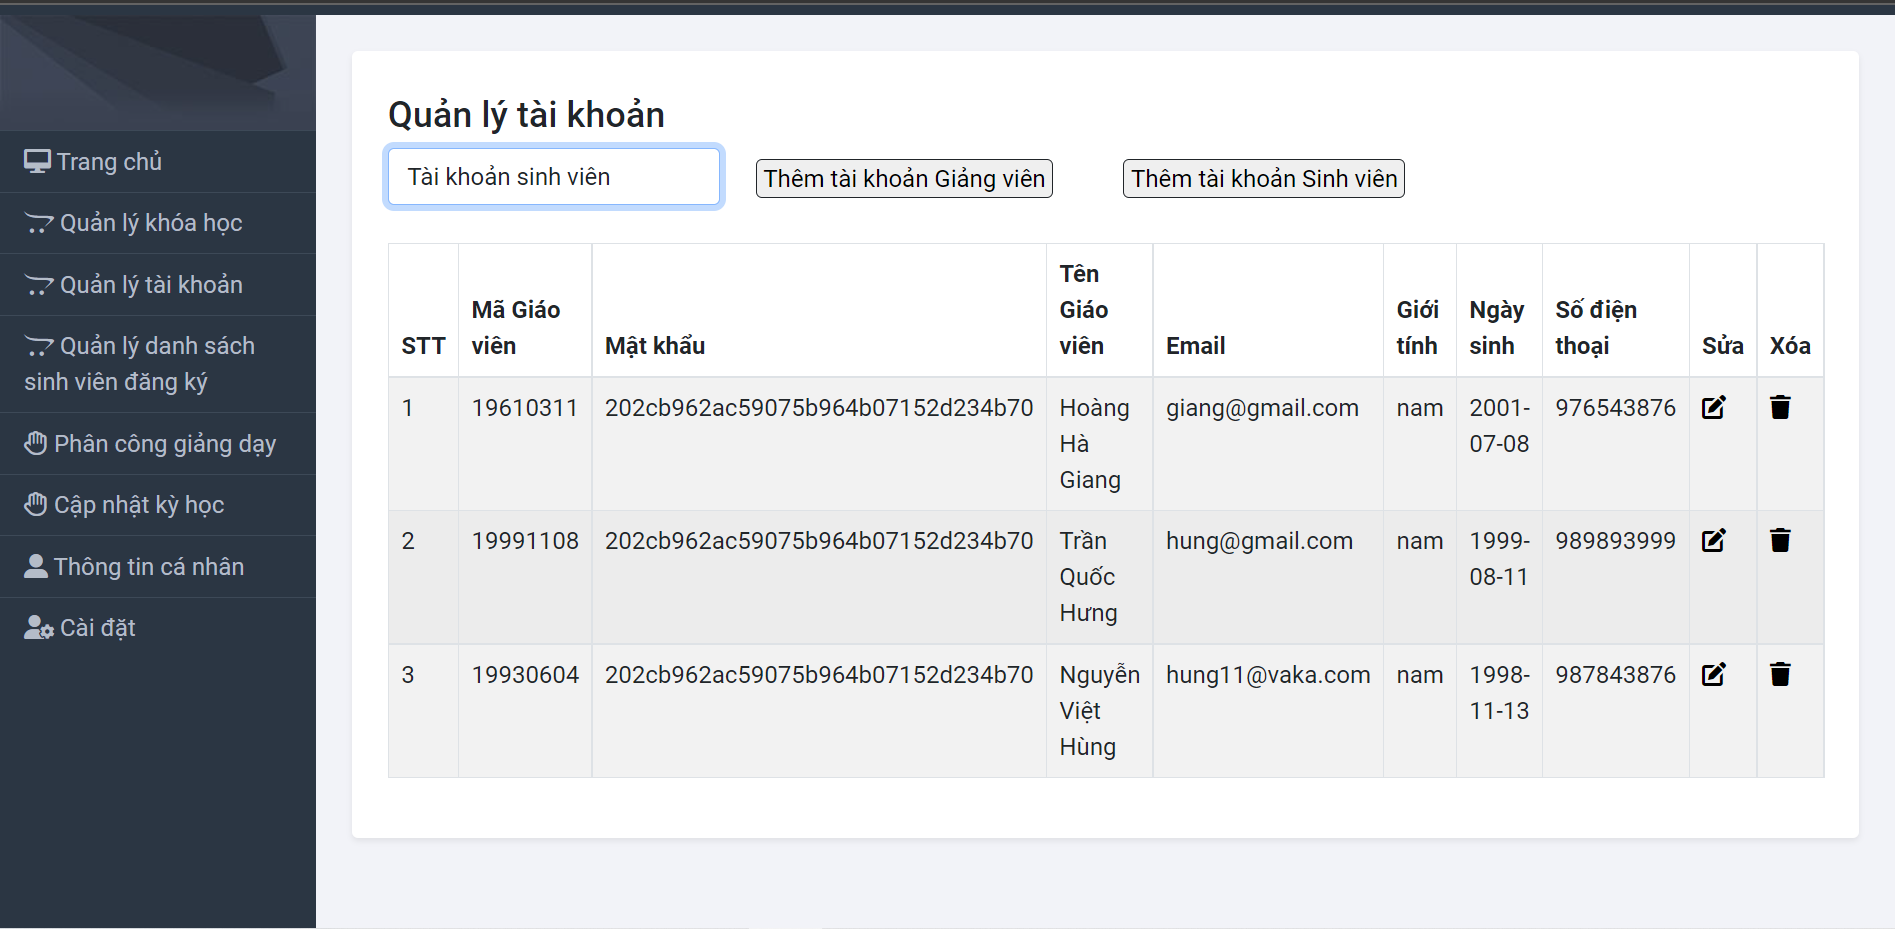 Trang chủ
Quản lý khóa học
Quản lý tài khoản
Quản lý danh sách
sinh viên đăng ký
Phân công giảng dạy
Cập nhật kỳ học
Thông tin cá nhân
Cài đặt
Quản lý tài khoản
Tài khoản sinh viên
Thêm tài khoản Giảng viên
Thêm tài khoản Sinh viên
STT Mã Giáo viên Mật khẩu Tên Giáo viên Email Giới tính Ngày sinh Số điện thoại Sửa Xóa
1 19610311 202cb962ac59075b964b07152d234b70 Hoàng Hà Giang giang@gmail.com nam 2001-07-08 976543876
2 19991108 202cb962ac59075b964b07152d234b70 Trần Quốc Hưng hung@gmail.com nam 1999-08-11 989893999
3 19930604 202cb962ac59075b964b07152d234b70 Nguyễn Việt Hùng hung11@vaka.com nam 1998-11-13 987843876